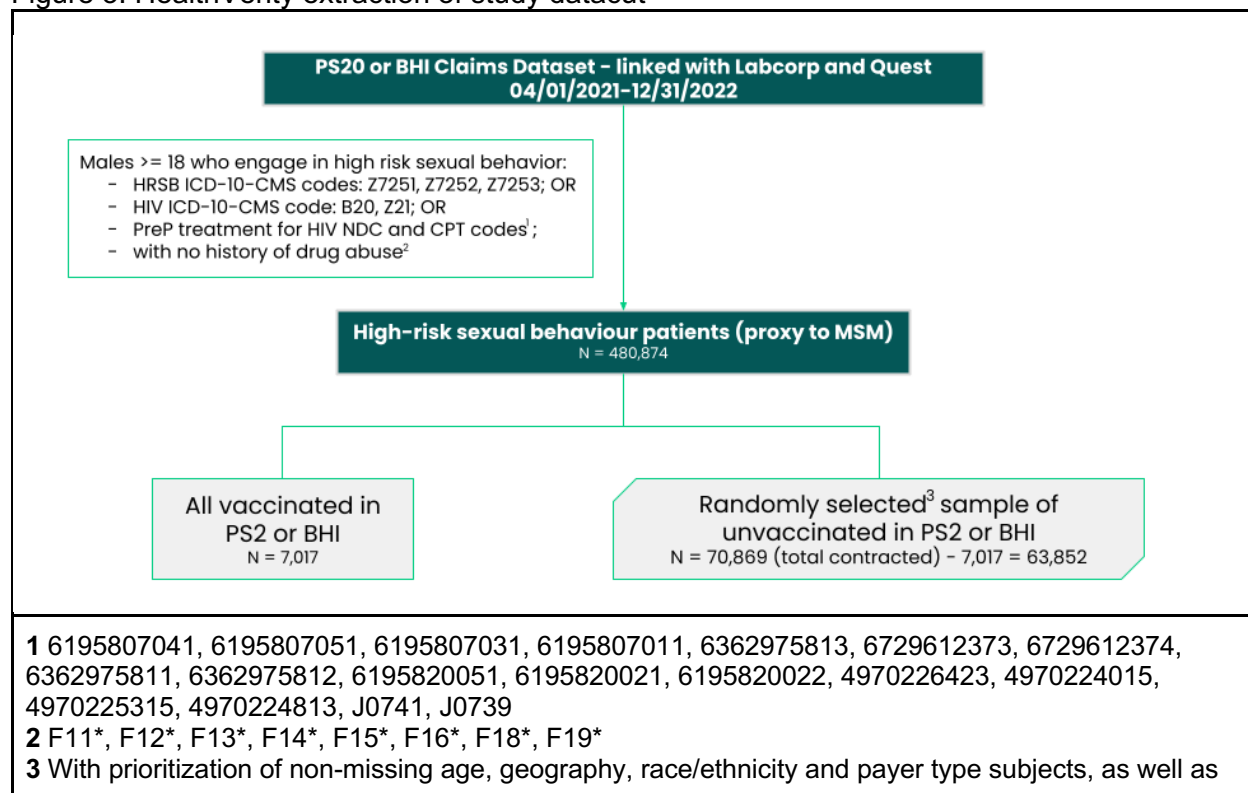 Figure 3. HealthVerity extraction of study datacut
PS20 or BHI Claims Dataset - linked with Labcorp and Quest
04/01/2021-12/31/2022
Males >= 18 who engage in high risk sexual behavior:
- HRSB ICD-10-CMS codes: Z7251, Z7252, Z7253; OR
- HIV ICD-10-CMS code: B20, Z21; OR
- PreP treatment for HIV NDC and CPT codes¹;
- with no history of drug abuse²
High-risk sexual behaviour patients (proxy to MSM)
N = 480,874
All vaccinated in
PS2 or BHI
N = 7,017
Randomly selected³ sample of
unvaccinated in PS2 or BHI
N = 70,869 (total contracted) - 7,017 = 63,852
1 6195807041, 6195807051, 6195807031, 6195807011, 6362975813, 6729612373, 6729612374,
6362975811, 6362975812, 6195820051, 6195820021, 6195820022, 4970226423, 4970224015,
4970225315, 4970224813, J0741, J0739
2 F11*, F12*, F13*, F14*, F15*, F16*, F18*, F19*
3 With prioritization of non-missing age, geography, race/ethnicity and payer type subjects, as well as